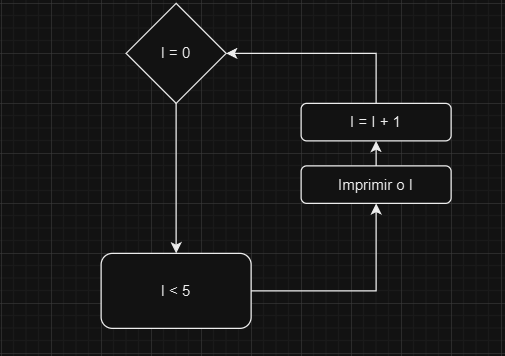 I = 0
I = I + 1
Imprimir o I
I < 5